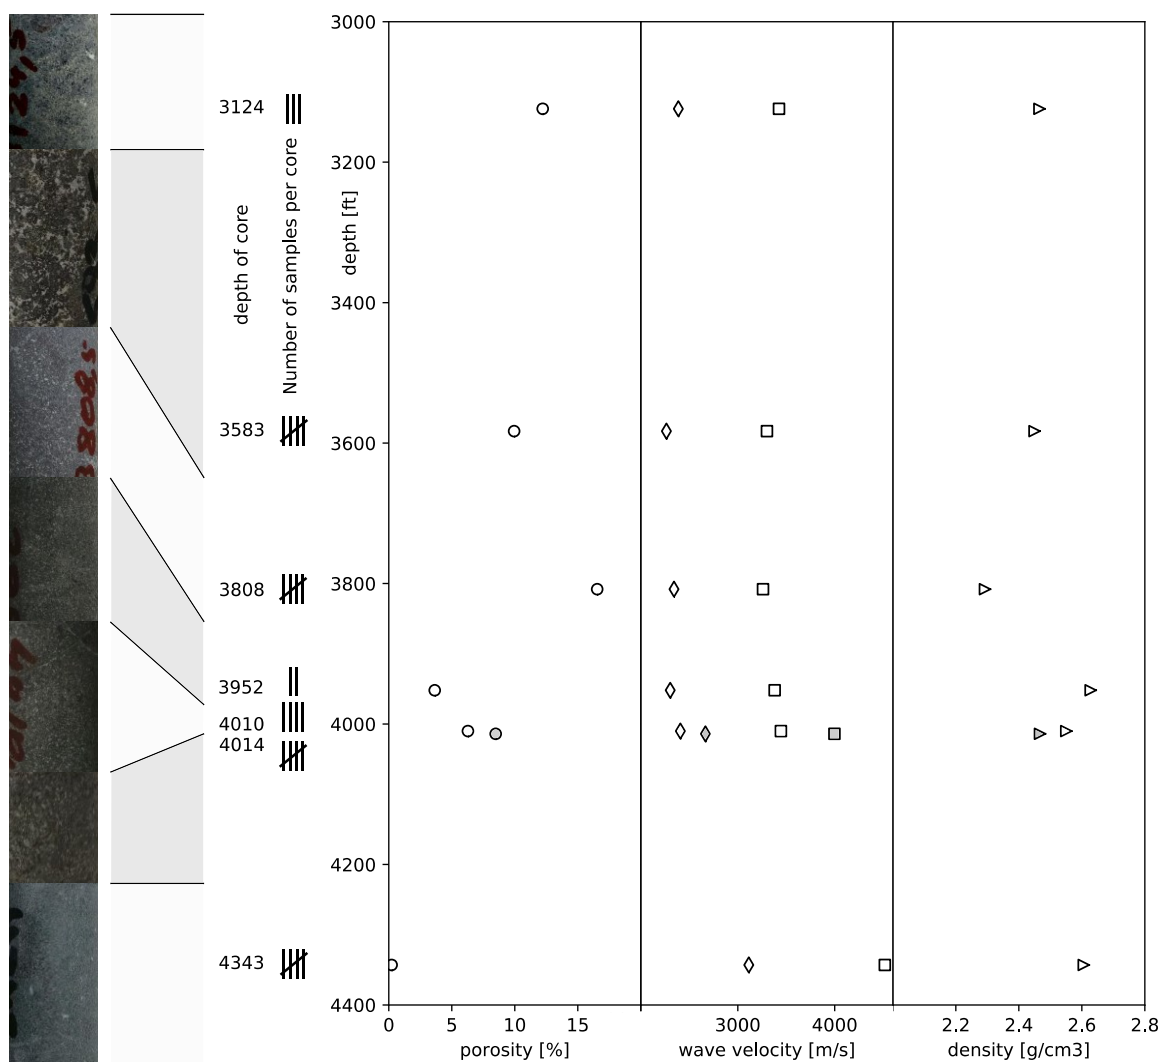 3124
depth of core
Number of samples per core
3583
3808
3952
4010
4014
4343
depth [ft]
3000
3200
3400
3600
3800
4000
4200
4400
0 5 10 15
porosity [%]
3000 4000
wave velocity [m/s]
2.2 2.4 2.6 2.8
density [g/cm3]
3808,5